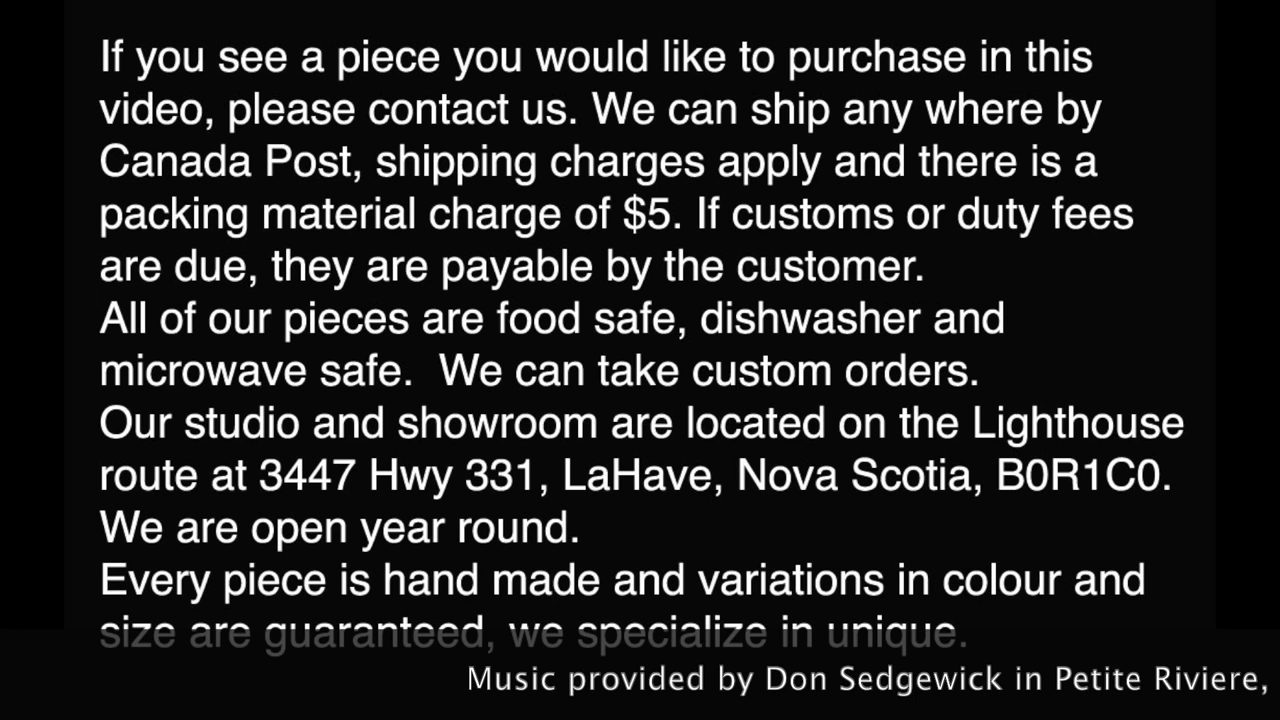 If you see a piece you would like to purchase in this
video, please contact us. We can ship any where by
Canada Post, shipping charges apply and there is a
packing material charge of $5. If customs or duty fees
are due, they are payable by the customer.
All of our pieces are food safe, dishwasher and
microwave safe.  We can take custom orders.
Our studio and showroom are located on the Lighthouse
route at 3447 Hwy 331, LaHave, Nova Scotia, B0R1C0.
We are open year round.
Every piece is hand made and variations in colour and
size are guaranteed, we specialize in unique.
Music provided by Don Sedgewick in Petite Riviere,